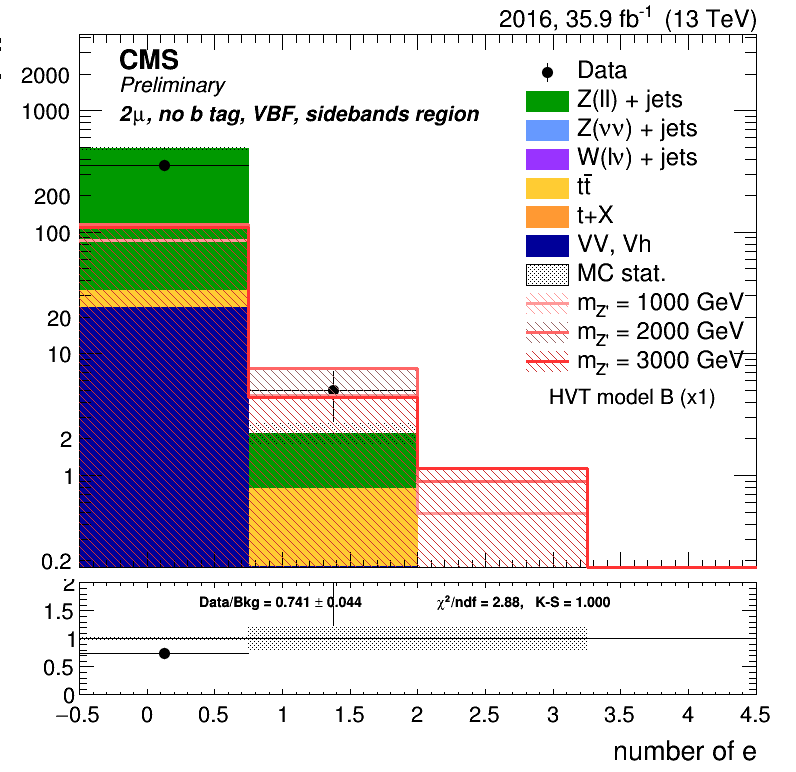 2016, 35.9 fb⁻¹ (13 TeV)
CMS
Preliminary
2μ, no b tag, VBF, sidebands region
Data
Z(ll) + jets
Z(νν) + jets
W(lν) + jets
tt̄
t+X
VV, Vh
MC stat.
m_Z' = 1000 GeV
m_Z' = 2000 GeV
m_Z' = 3000 GeV
HVT model B (x1)
2000
1000
200
100
20
10
2
1
0.2
Data/Bkg = 0.741 ± 0.044 χ²/ndf = 2.88, K-S = 1.000
2
1.5
1
0.5
0
−0.5 0 0.5 1 1.5 2 2.5 3 3.5 4 4.5
number of e